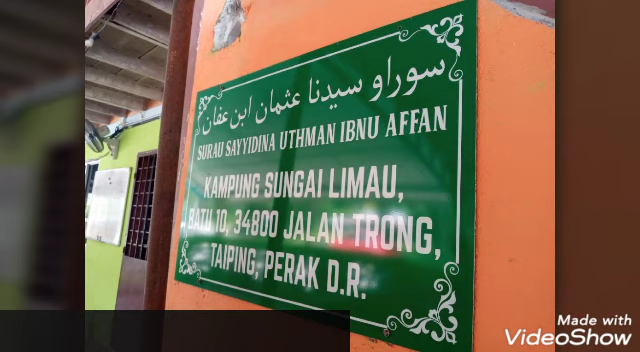 سوراو سيدنا عثمان ابن عفان
SURAU SAYYIDINA UTHMAN IBNU AFFAN
KAMPUNG SUNGAI LIMAU,
BATU 10, 34800 JALAN TRONG,
TAIPING, PERAK D.R.
Made with
VideoShow